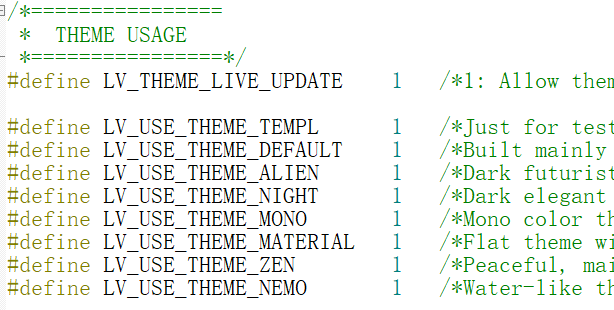 /*================
 *  THEME USAGE
 *================*/
#define LV_THEME_LIVE_UPDATE    1   /*1: Allow them
#define LV_USE_THEME_TEMPL      1   /*Just for test
#define LV_USE_THEME_DEFAULT    1   /*Built mainly
#define LV_USE_THEME_ALIEN      1   /*Dark futurist
#define LV_USE_THEME_NIGHT      1   /*Dark elegant
#define LV_USE_THEME_MONO       1   /*Mono color th
#define LV_USE_THEME_MATERIAL   1   /*Flat theme wi
#define LV_USE_THEME_ZEN        1   /*Peaceful, mai
#define LV_USE_THEME_NEMO       1   /*Water-like th